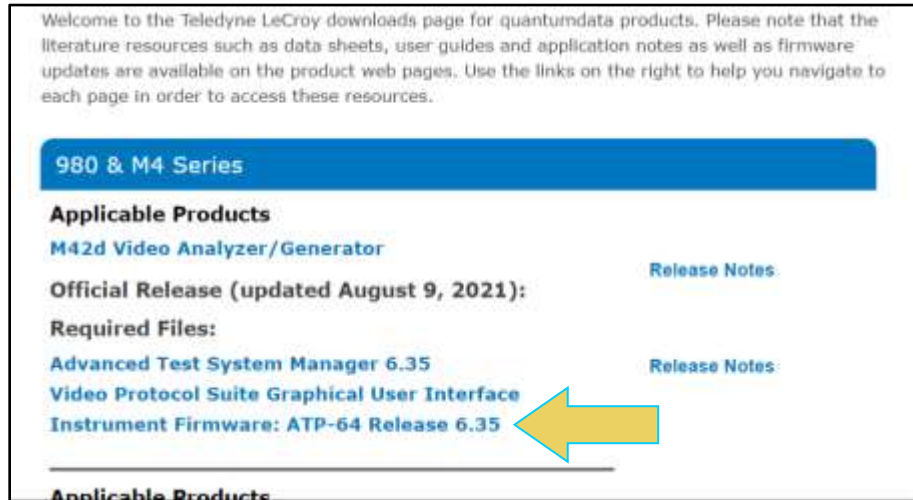 Welcome to the Teledyne LeCroy downloads page for quantumdata products. Please note that the
literature resources such as data sheets, user guides and application notes as well as firmware
updates are available on the product web pages. Use the links on the right to help you navigate to
each page in order to access these resources.
980 & M4 Series
Applicable Products
M42d Video Analyzer/Generator
Release Notes
Official Release (updated August 9, 2021):
Required Files:
Advanced Test System Manager 6.35
Release Notes
Video Protocol Suite Graphical User Interface
Instrument Firmware: ATP-64 Release 6.35
Applicable Products